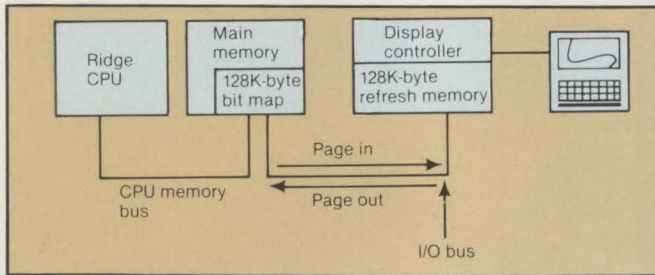 Ridge
CPU
Main
memory
128K-byte
bit map
Display
controller
128K-byte
refresh memory
Page in
CPU memory
bus
Page out
I/O bus